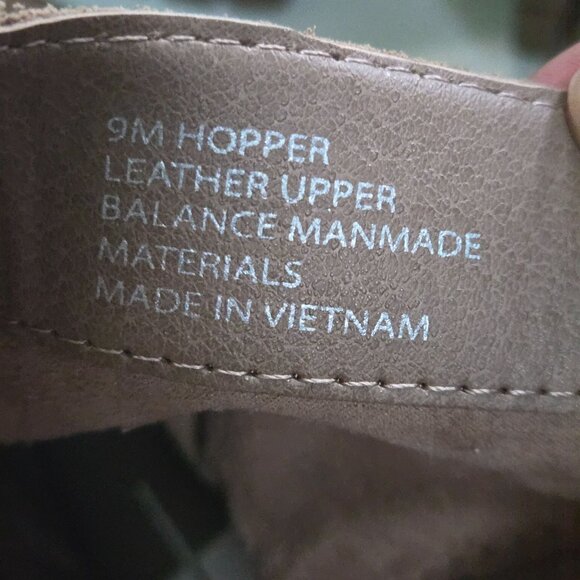 9M HOPPER
LEATHER UPPER
BALANCE MANMADE
MATERIALS
MADE IN VIETNAM